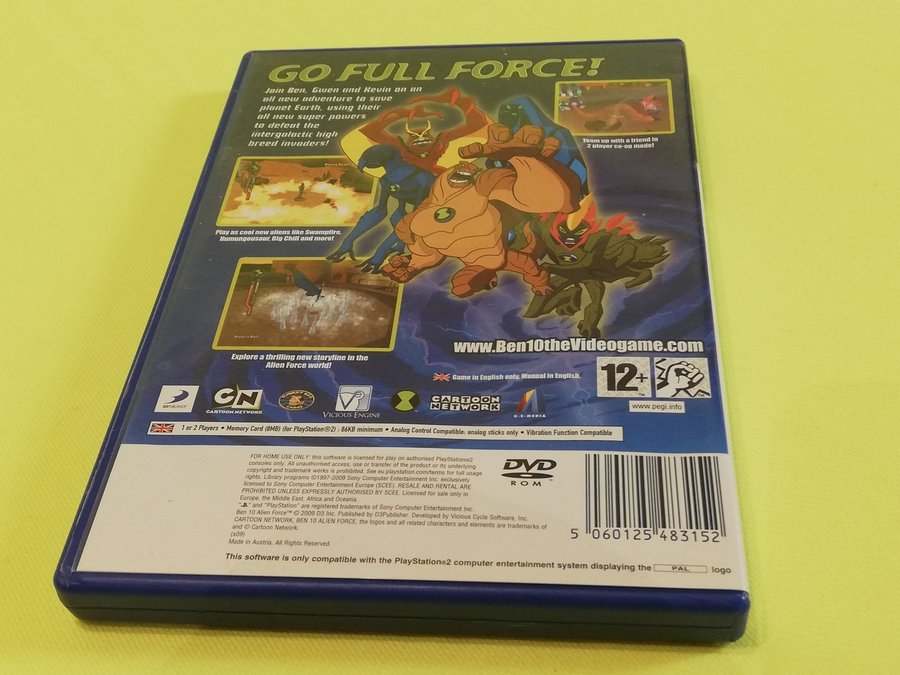 GO FULL FORCE!
Join Ben, Gwen and Kevin on an
all new adventure to save
planet Earth, using their
all new super powers
to defeat the
intergalactic high
breed invaders!
Team up with a friend in
2 player co-op mode!
Play as cool new aliens like Swampfire,
Humungousaur, Big Chill and more!
Explore a thrilling new storyline in the
Alien Force world!
www.Ben10theVideogame.com
Game in English only, Manual in English.
12+
www.pegi.info
D3PUBLISHER
CN
CARTOON NETWORK
VICIOUS ENGINE
CARTOON
NETWORK
1 or 2 Players • Memory Card (8MB) (for PlayStation®2) : 86KB minimum • Analog Control Compatible: analog sticks only • Vibration Function Compatible
FOR HOME USE ONLY: this software is licensed for play on authorised PlayStation®2
consoles only. All unauthorised access, use or transfer of the product or its underlying
copyright and trademark works is prohibited. See eu.playstation.com/terms for full usage
rights. Library programs ©1997-2009 Sony Computer Entertainment Inc. exclusively
licensed to Sony Computer Entertainment Europe (SCEE). RESALE AND RENTAL ARE
PROHIBITED UNLESS EXPRESSLY AUTHORISED BY SCEE. Licensed for sale only in
Europe, the Middle East, Africa and Oceania.
" and "PlayStation" are registered trademarks of Sony Computer Entertainment Inc.
Ben 10 Alien Force™ © 2009 D3 Inc. Published by D3Publisher. Developed by Vicious Cycle Software, Inc.
CARTOON NETWORK, BEN 10 ALIEN FORCE, the logos and all related characters and elements are trademarks of
and © Cartoon Network.
(s09)
Made in Austria. All Rights Reserved.
DVD
ROM
5 060125 483152
This software is only compatible with the PlayStation®2 computer entertainment system displaying the PAL logo